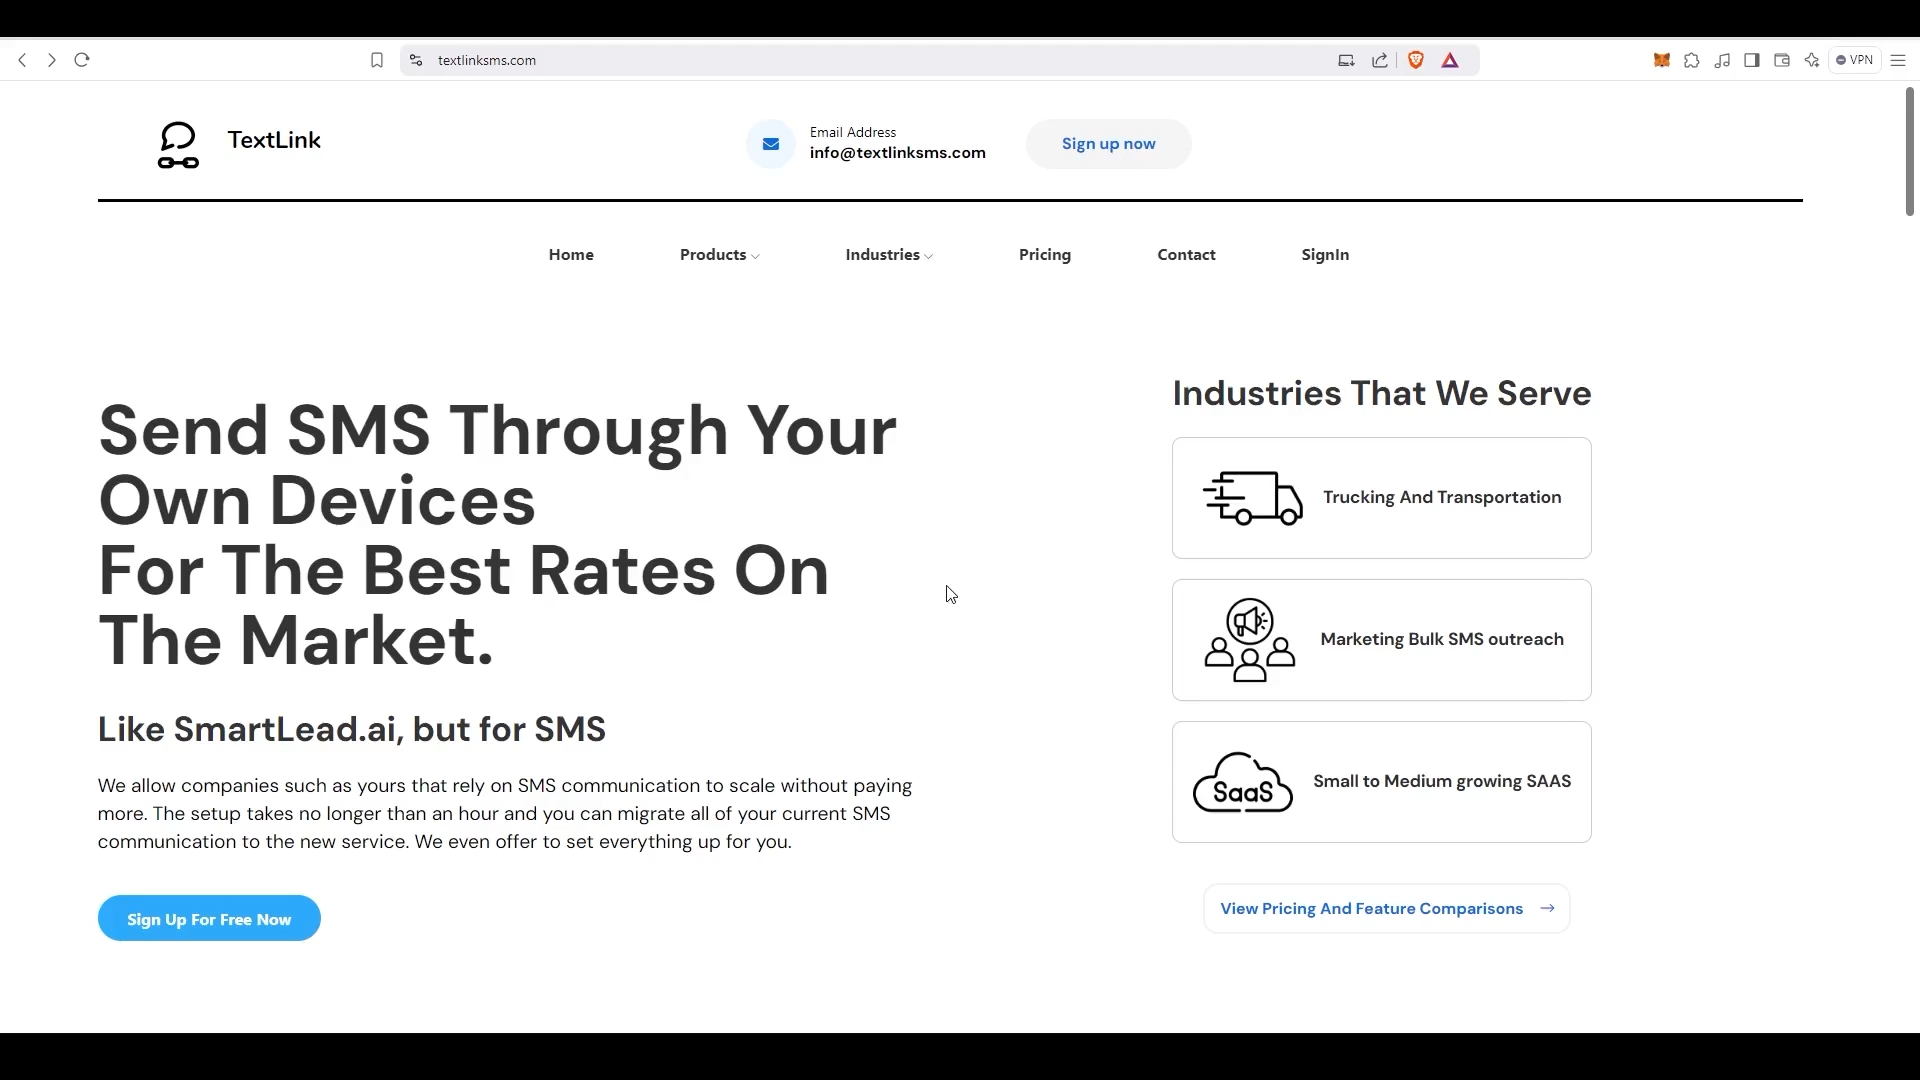 textlinksms.com
VPN
TextLink
Email Address
info@textlinksms.com
Sign up now
Home
Products
Industries
Pricing
Contact
SignIn
Send SMS Through Your
Own Devices
For The Best Rates On
The Market.
Like SmartLead.ai, but for SMS
We allow companies such as yours that rely on SMS communication to scale without paying
more. The setup takes no longer than an hour and you can migrate all of your current SMS
communication to the new service. We even offer to set everything up for you.
Sign Up For Free Now
Industries That We Serve
Trucking And Transportation
Marketing Bulk SMS outreach
SaaS
Small to Medium growing SAAS
View Pricing And Feature Comparisons